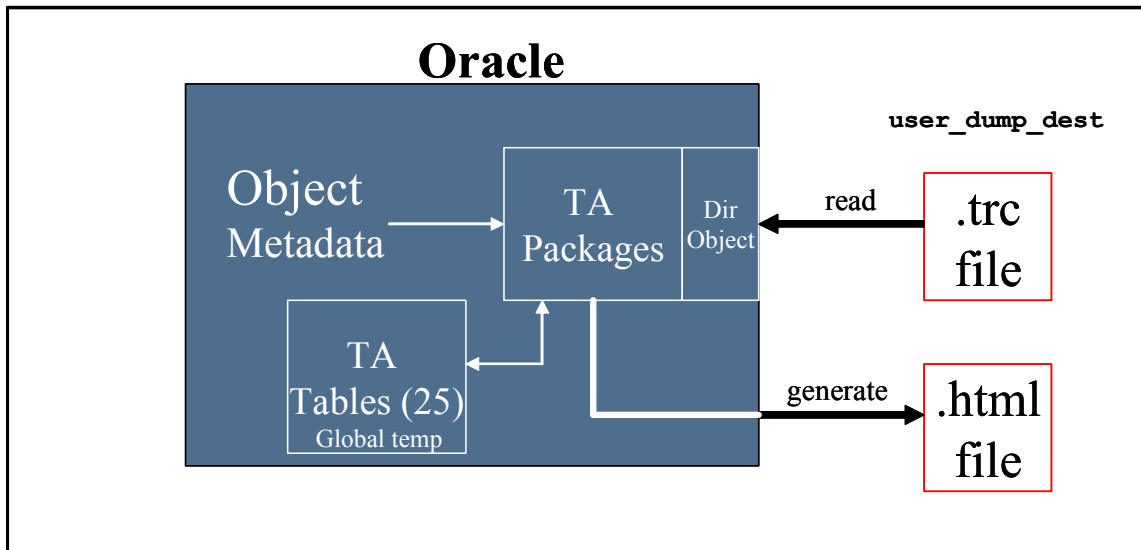 Oracle
user_dump_dest
Object
Metadata
TA
Packages
Dir
Object
read
.trc
file
TA
Tables (25)
Global temp
generate
.html
file